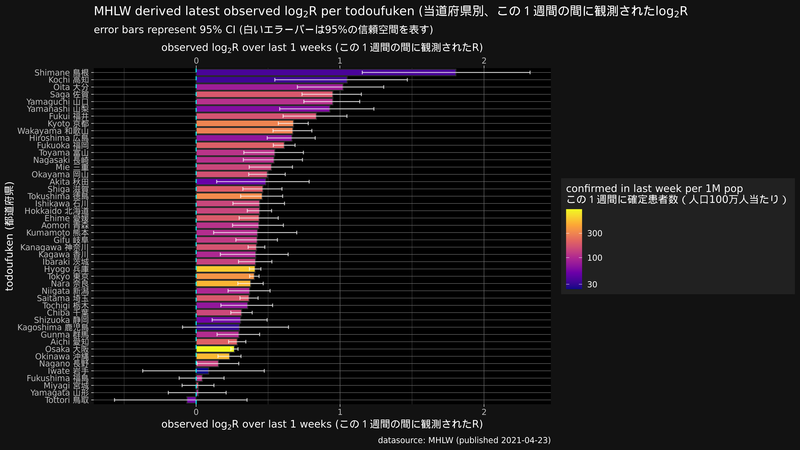 MHLW derived latest observed log₂R per todoufuken (当道府県別、この１週間の間に観測されたlog₂R
error bars represent 95% CI (白いエラーバーは95%の信頼空間を表す)
observed log₂R over last 1 weeks (この１週間の間に観測されたR)
0 1 2
Shimane 島根
Kochi 高知
Oita 大分
Saga 佐賀
Yamaguchi 山口
Yamanashi 山梨
Fukui 福井
Kyoto 京都
Wakayama 和歌山
Hiroshima 広島
Fukuoka 福岡
Toyama 富山
Nagasaki 長崎
Mie 三重
Okayama 岡山
Akita 秋田
Shiga 滋賀
Tokushima 徳島
Ishikawa 石川
Hokkaido 北海道
Ehime 愛媛
Aomori 青森
Kumamoto 熊本
Gifu 岐阜
Kanagawa 神奈川
Kagawa 香川
Ibaraki 茨城
Hyogo 兵庫
Tokyo 東京
Nara 奈良
Niigata 新潟
Saitama 埼玉
Tochigi 栃木
Chiba 千葉
Shizuoka 静岡
Kagoshima 鹿児島
Gunma 群馬
Aichi 愛知
Osaka 大阪
Okinawa 沖縄
Nagano 長野
Iwate 岩手
Fukushima 福島
Miyagi 宮城
Yamagata 山形
Tottori 鳥取
todoufuken (都道府県)
0 1 2
observed log₂R over last 1 weeks (この１週間の間に観測されたR)
confirmed in last week per 1M pop
この１週間に確定患者数 ( 人口100万人当たり )
300
100
30
datasource: MHLW (published 2021-04-23)